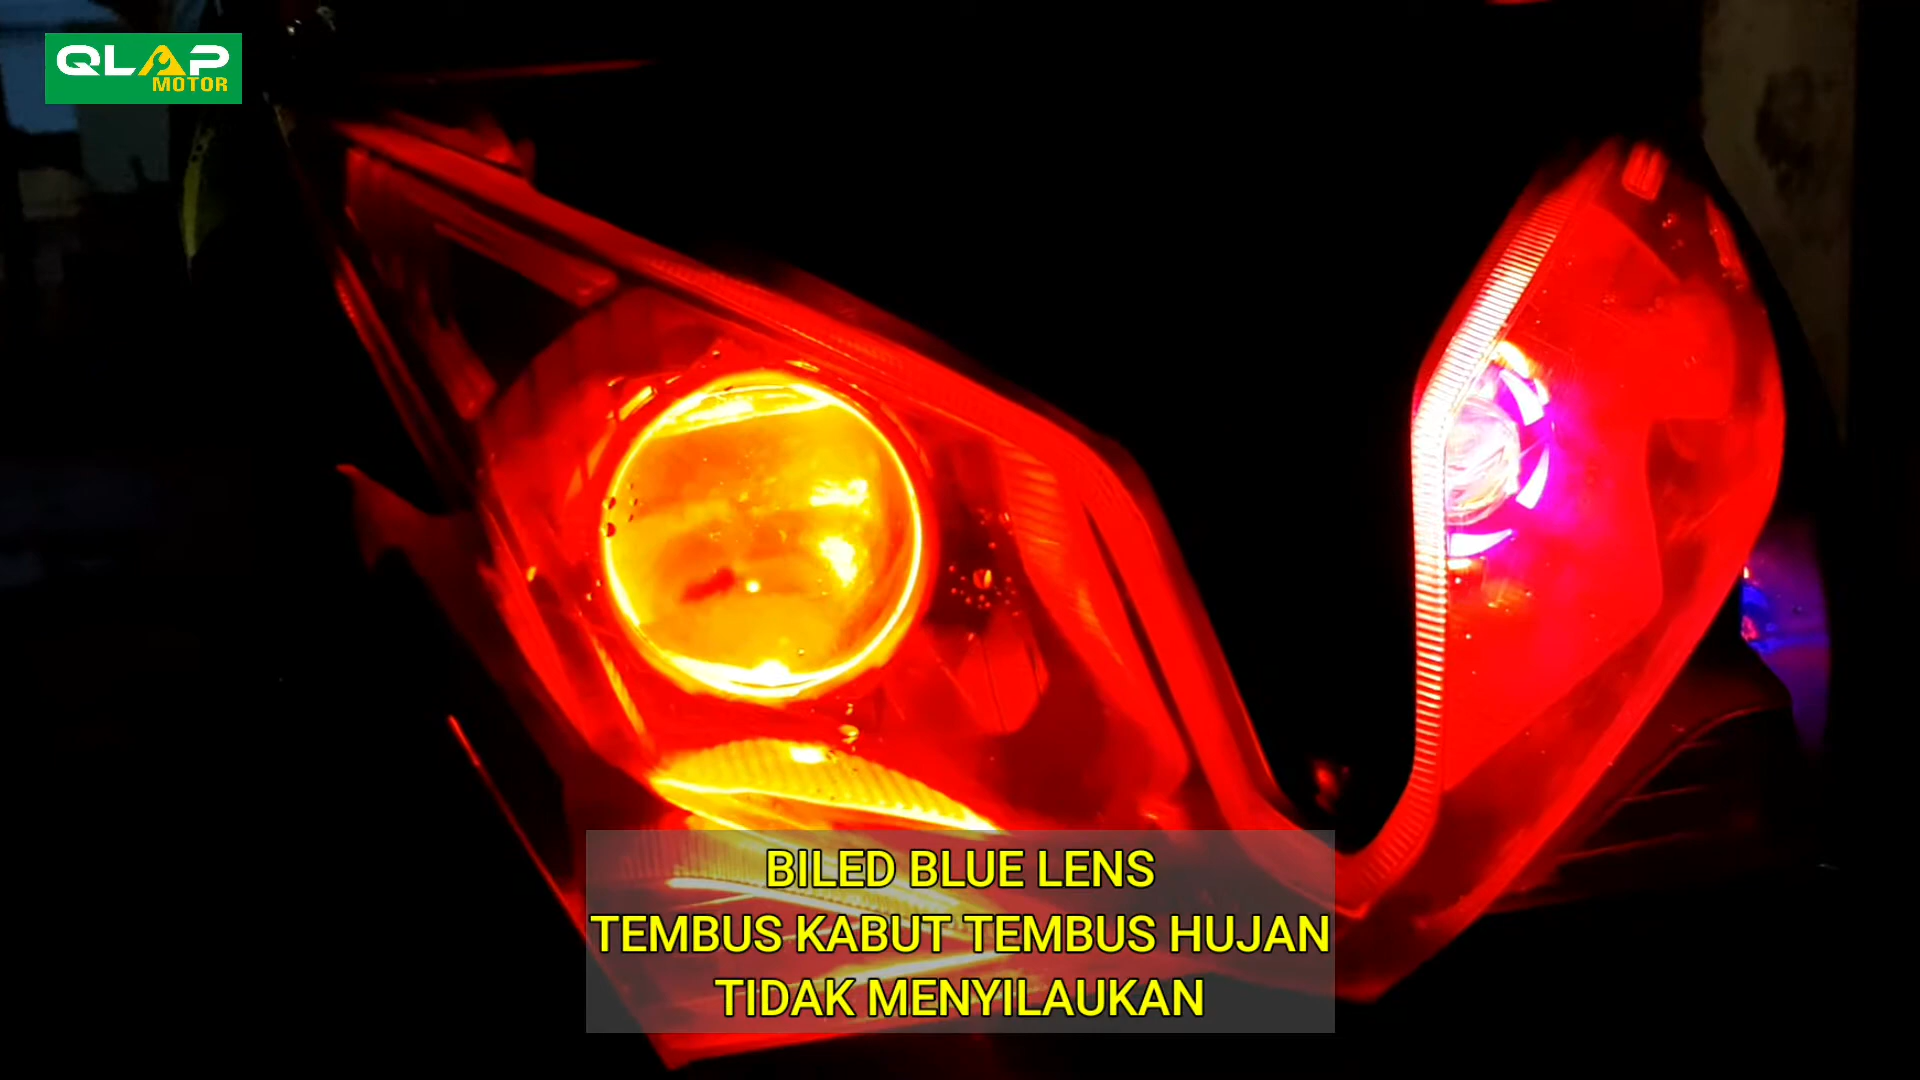 QLAP
MOTOR
BILED BLUE LENS
TEMBUS KABUT TEMBUS HUJAN
TIDAK MENYILAUKAN